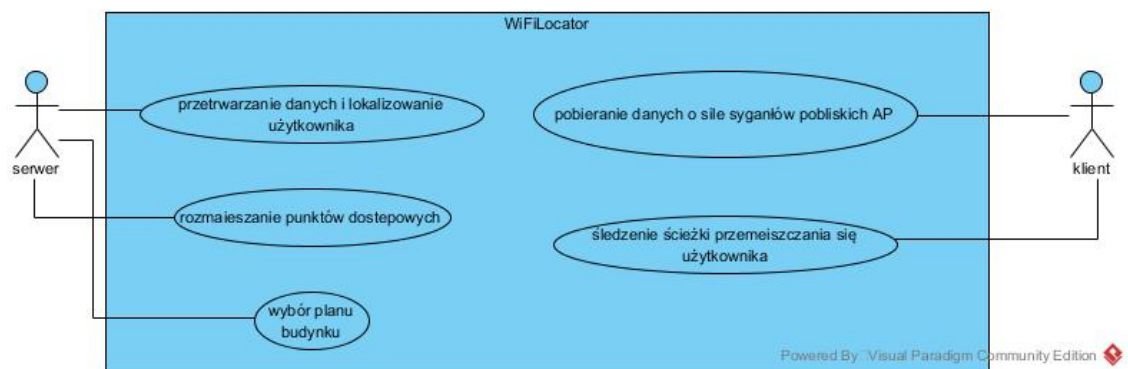 WiFiLocator
przetrwarzanie danych i lokalizowanie
użytkownika
pobieranie danych o sile syganłów pobliskich AP
serwer
klient
rozmaieszanie punktów dostepowych
śledzenie ścieżki przemeiszczania się
użytkownika
wybór planu
budynku
Powered By Visual Paradigm Community Edition